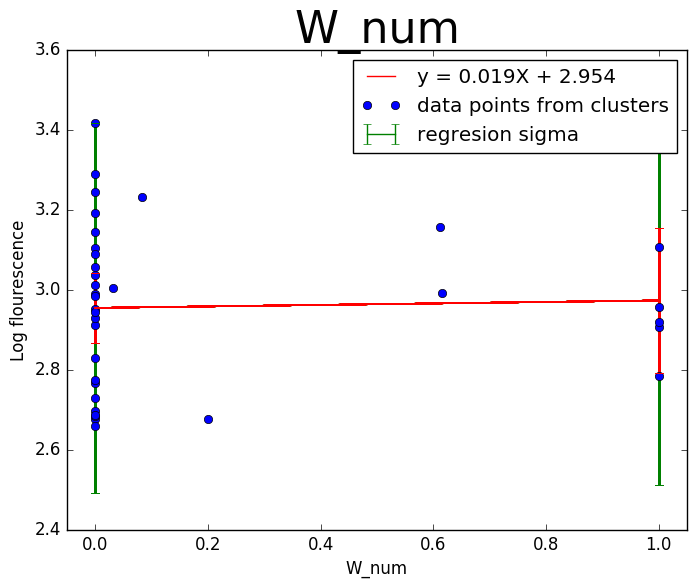 W_num
y = 0.019X + 2.954
data points from clusters
regresion sigma
Log flourescence
3.6
3.4
3.2
3.0
2.8
2.6
2.4
0.0 0.2 0.4 0.6 0.8 1.0
W_num